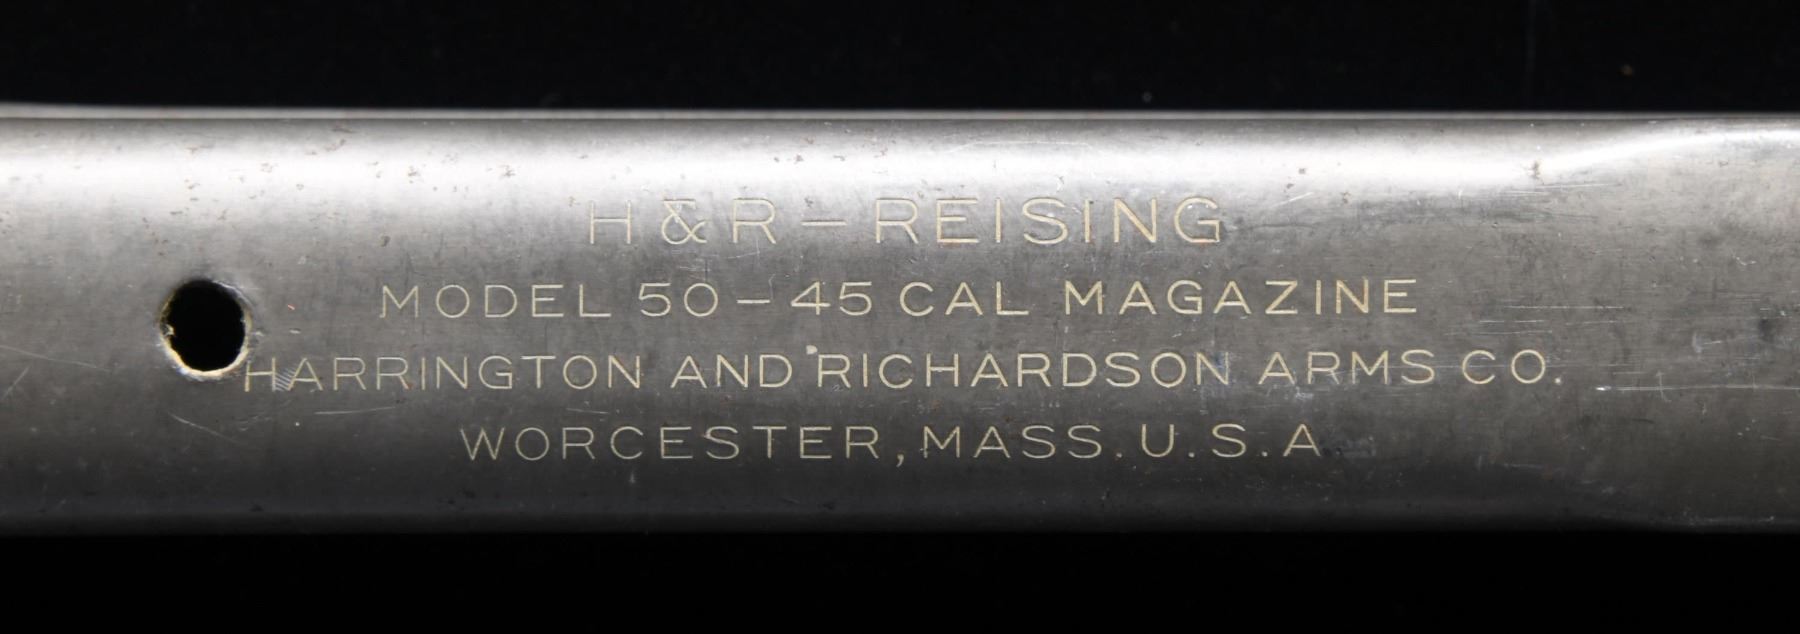 H&R-REISING
MODEL 50-45 CAL MAGAZINE
HARRINGTON AND RICHARDSON ARMS CO.
WORCESTER, MASS. U.S.A